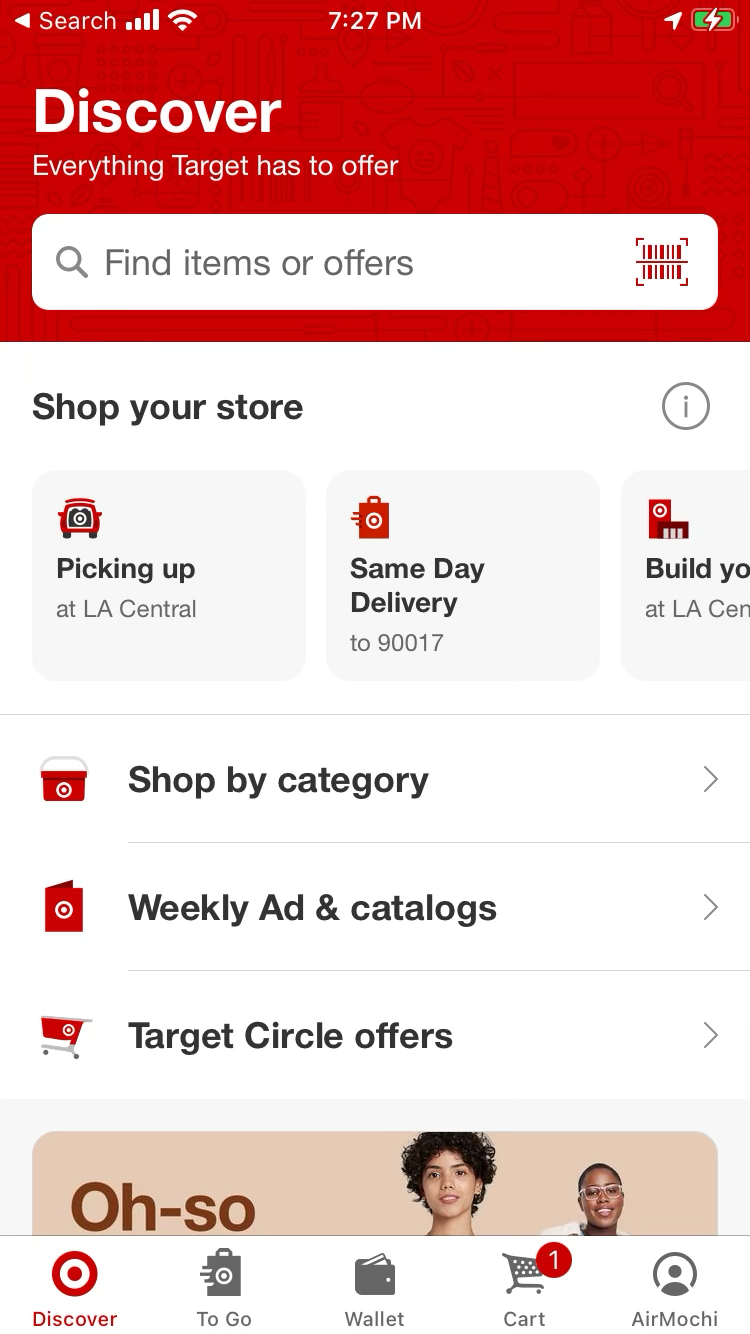 Search
7:27 PM
Discover
Everything Target has to offer
Find items or offers
Shop your store
i
Picking up
at LA Central
Same Day
Delivery
to 90017
Build yo
at LA Cen
Shop by category
Weekly Ad & catalogs
Target Circle offers
Oh-so
1
Discover
To Go
Wallet
Cart
AirMochi